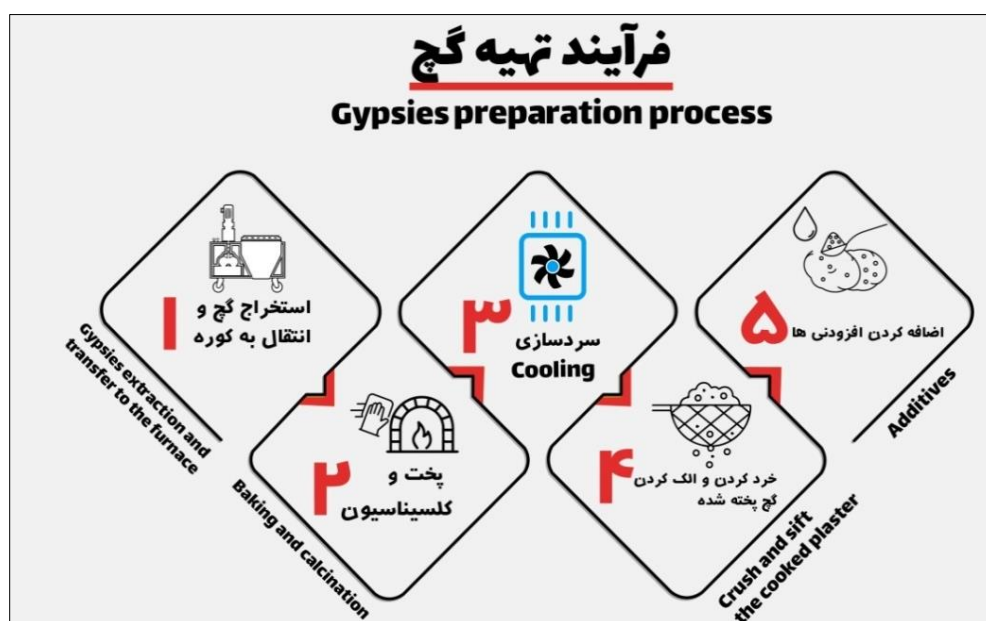 فرآیند تهیه گچ
Gypsies preparation process
۱
استخراج گچ و
انتقال به کوره
Gypsies extraction and
transfer to the furnace
۲
پخت و
کلسیناسیون
Baking and calcination
۳
سردسازی
Cooling
۴
خرد کردن و الک کردن
گچ پخته شده
Crush and sift
the cooked plaster
۵
اضافه کردن افزودنی ها
Additives